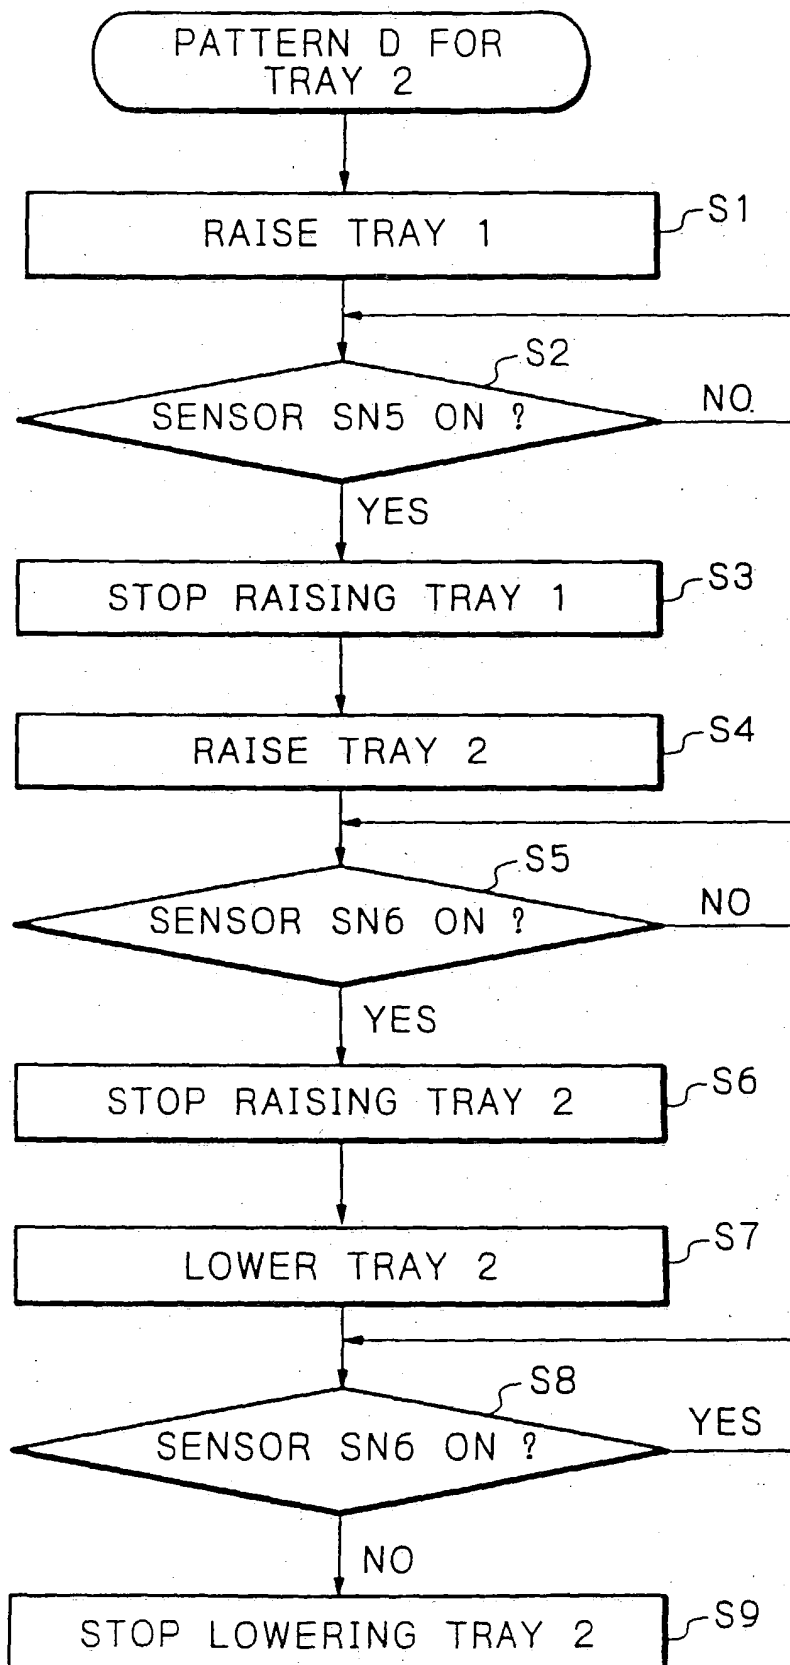 PATTERN D FOR
TRAY 2
RAISE TRAY 1
S1
S2
SENSOR SN5 ON ?
NO
YES
STOP RAISING TRAY 1
S3
RAISE TRAY 2
S4
S5
SENSOR SN6 ON ?
NO
YES
STOP RAISING TRAY 2
S6
LOWER TRAY 2
S7
S8
SENSOR SN6 ON ?
YES
NO
STOP LOWERING TRAY 2
S9